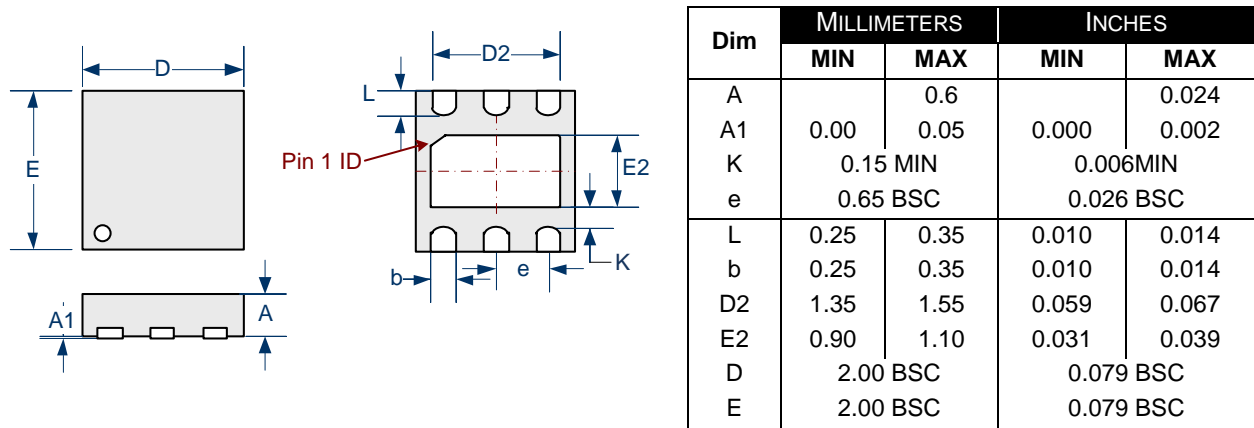 D
E
A1
A
D2
L
Pin 1 ID
E2
K
b
e
Dim MILLIMETERS INCHES
MIN MAX MIN MAX
A 0.6 0.024
A1 0.00 0.05 0.000 0.002
K 0.15 MIN 0.006MIN
e 0.65 BSC 0.026 BSC
L 0.25 0.35 0.010 0.014
b 0.25 0.35 0.010 0.014
D2 1.35 1.55 0.059 0.067
E2 0.90 1.10 0.031 0.039
D 2.00 BSC 0.079 BSC
E 2.00 BSC 0.079 BSC